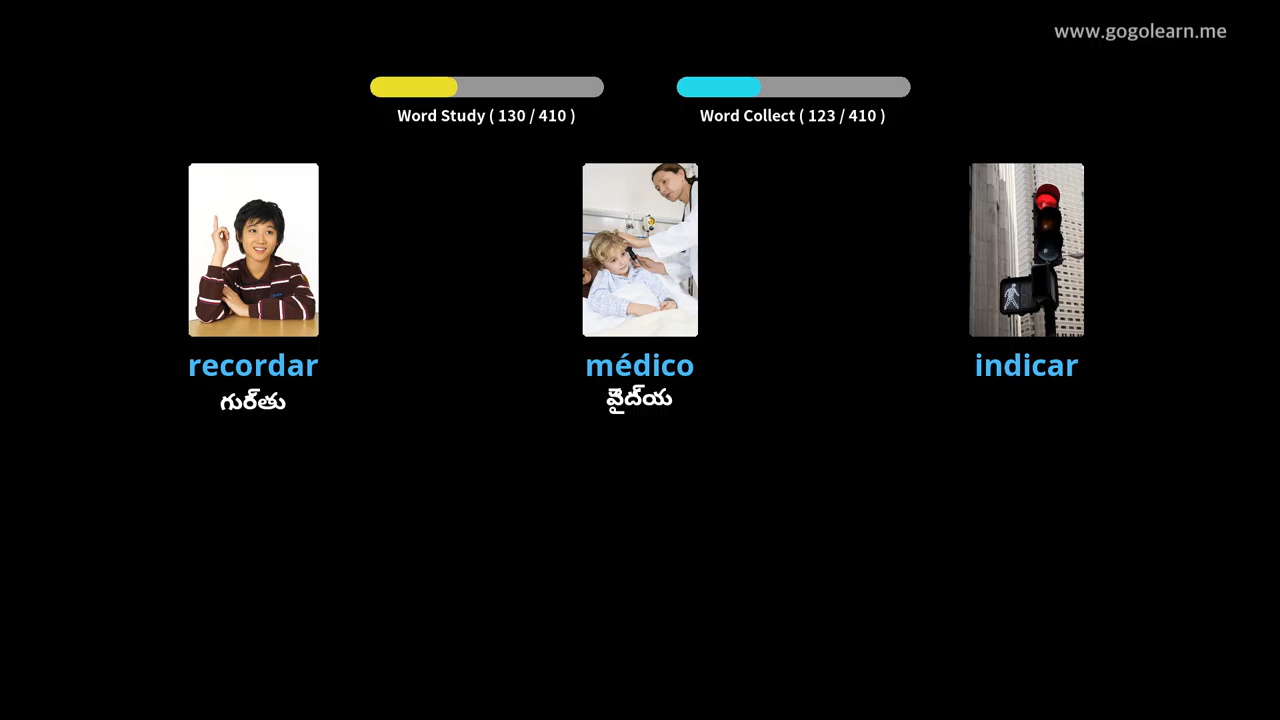 www.gogolearn.me
Word Study ( 130 / 410 )
Word Collect ( 123 / 410 )
recordar
médico
indicar
గుర్తు
వైద్య